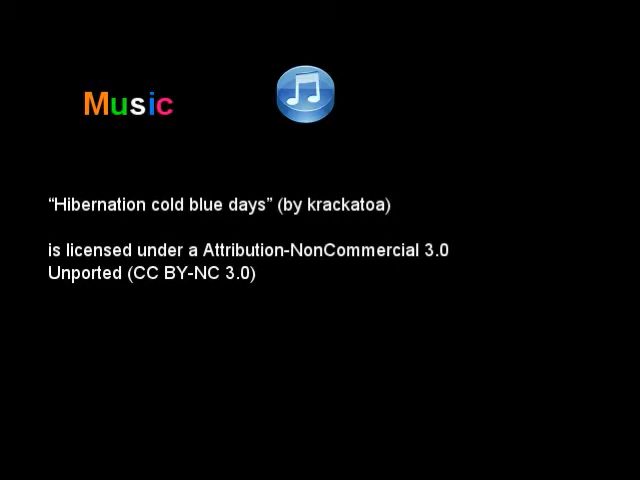 Music
“Hibernation cold blue days” (by krackatoa)
is licensed under a Attribution-NonCommercial 3.0
Unported (CC BY-NC 3.0)